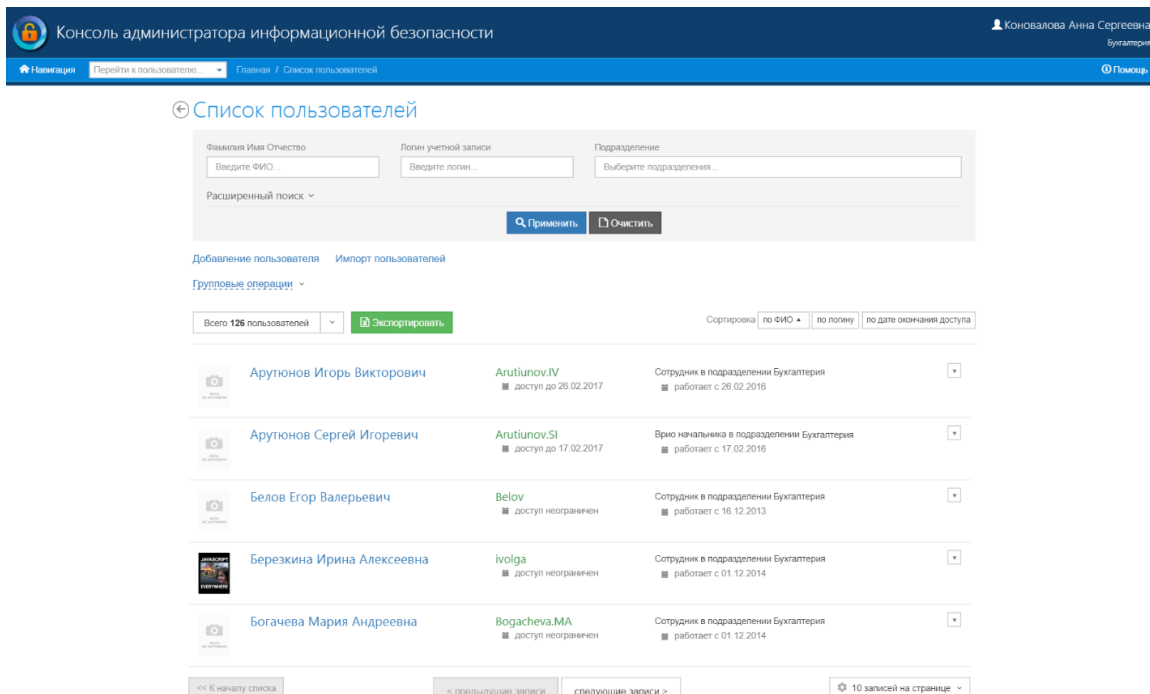 Консоль администратора информационной безопасности
Коновалова Анна Сергеевна
Бухгалтерия
Навигация Перейти к пользователю... Главная / Список пользователей Помощь
Список пользователей
Фамилия Имя Отчество Логин учетной записи Подразделение
Введите ФИО... Введите логин... Выберите подразделения...
Расширенный поиск
Применить Очистить
Добавление пользователя Импорт пользователей
Групповые операции
Всего 126 пользователей Экспортировать Сортировка по ФИО по логину по дате окончания доступа
Арутюнов Игорь Викторович Arutiunov.IV Сотрудник в подразделении Бухгалтерия
доступ до 26.02.2017 работает с 26.02.2016
Арутюнов Сергей Игоревич Arutiunov.SI Врио начальника в подразделении Бухгалтерия
доступ до 17.02.2017 работает с 17.02.2016
Белов Егор Валерьевич Belov Сотрудник в подразделении Бухгалтерия
доступ неограничен работает с 16.12.2013
JAVASCRIPT
Березкина Ирина Алексеевна ivolga Сотрудник в подразделении Бухгалтерия
доступ неограничен работает с 01.12.2014
EVERYWHERE
Богачева Мария Андреевна Bogacheva.MA Сотрудник в подразделении Бухгалтерия
доступ неограничен работает с 01.12.2014
<< К началу списка < предыдущие записи следующие записи > 10 записей на странице